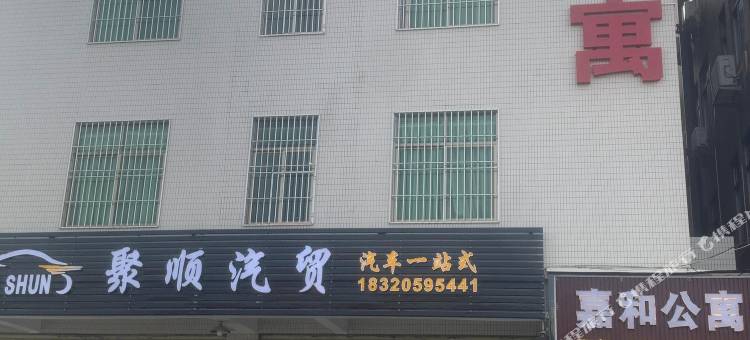 寓
SHUN
聚顺汽贸
汽车一站式
18320595441
嘉和公寓